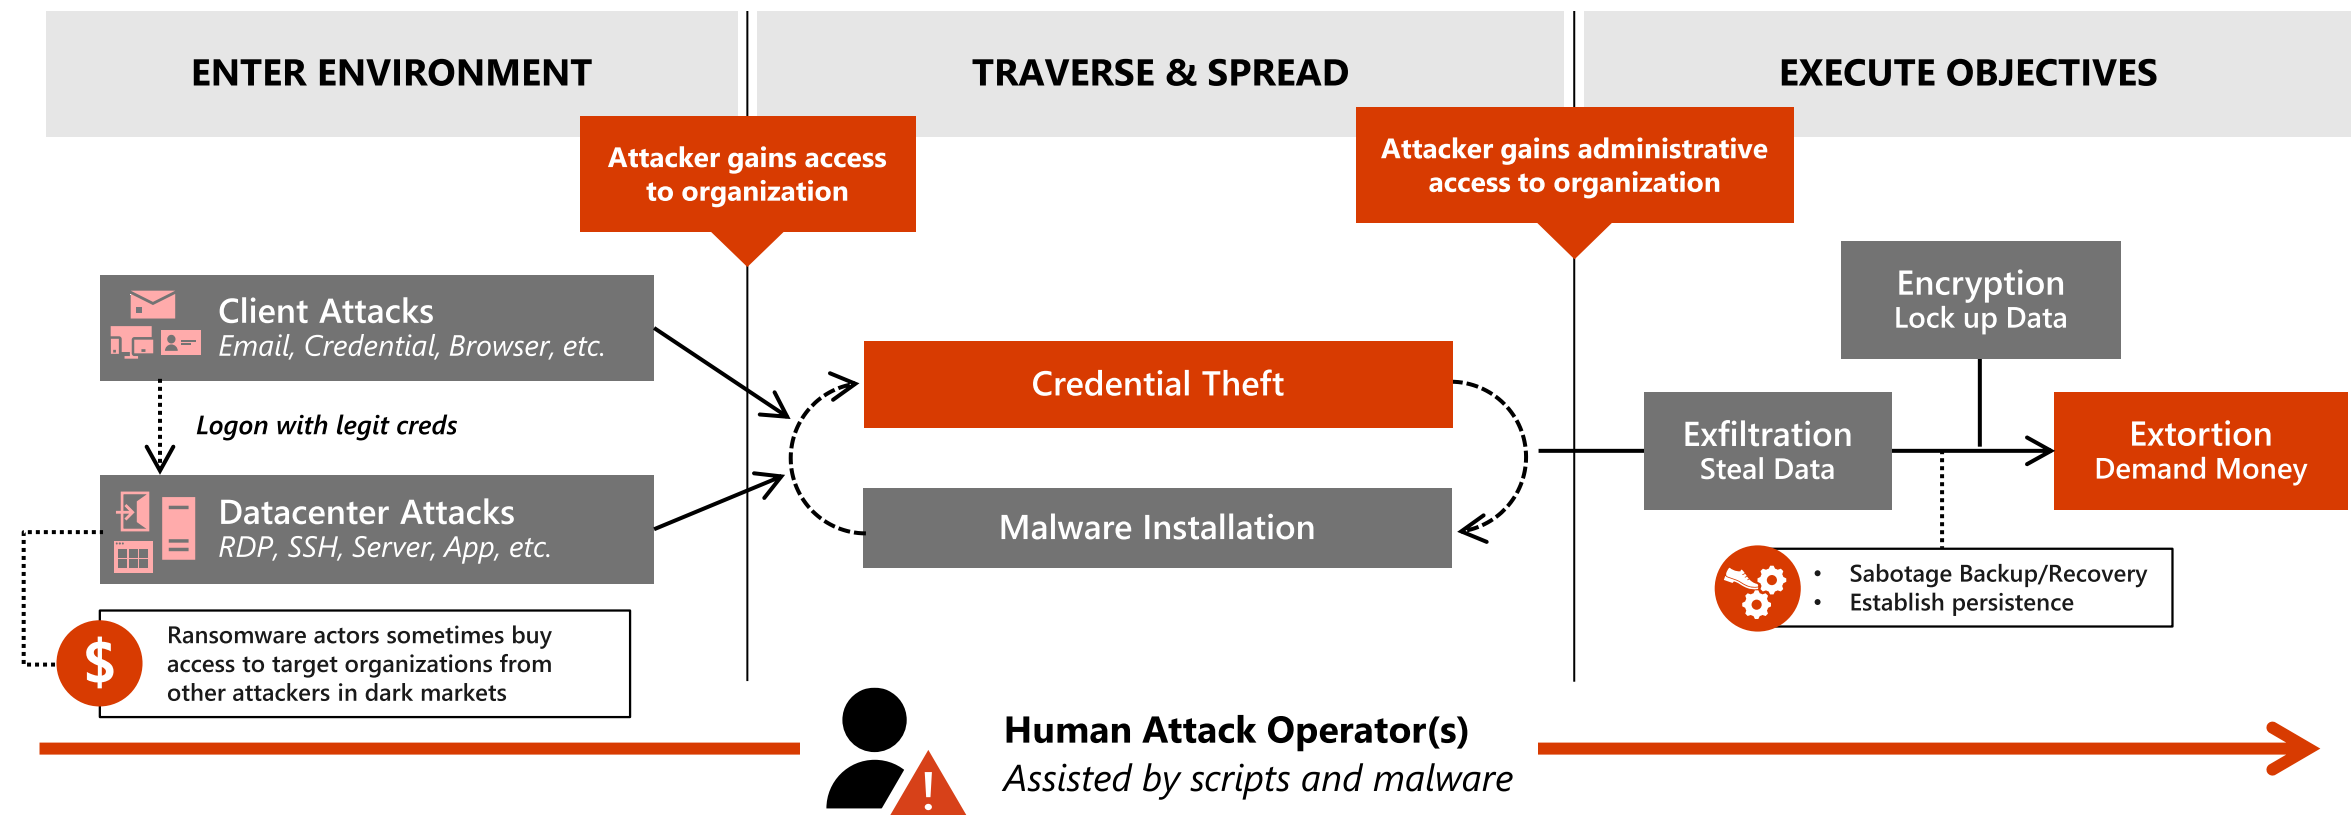 ENTER ENVIRONMENT
TRAVERSE & SPREAD
EXECUTE OBJECTIVES
Attacker gains access
to organization
Attacker gains administrative
access to organization
Client Attacks
Email, Credential, Browser, etc.
Logon with legit creds
Datacenter Attacks
RDP, SSH, Server, App, etc.
$
Ransomware actors sometimes buy
access to target organizations from
other attackers in dark markets
Credential Theft
Malware Installation
Encryption
Lock up Data
Exfiltration
Steal Data
Extortion
Demand Money
• Sabotage Backup/Recovery
• Establish persistence
!
Human Attack Operator(s)
Assisted by scripts and malware